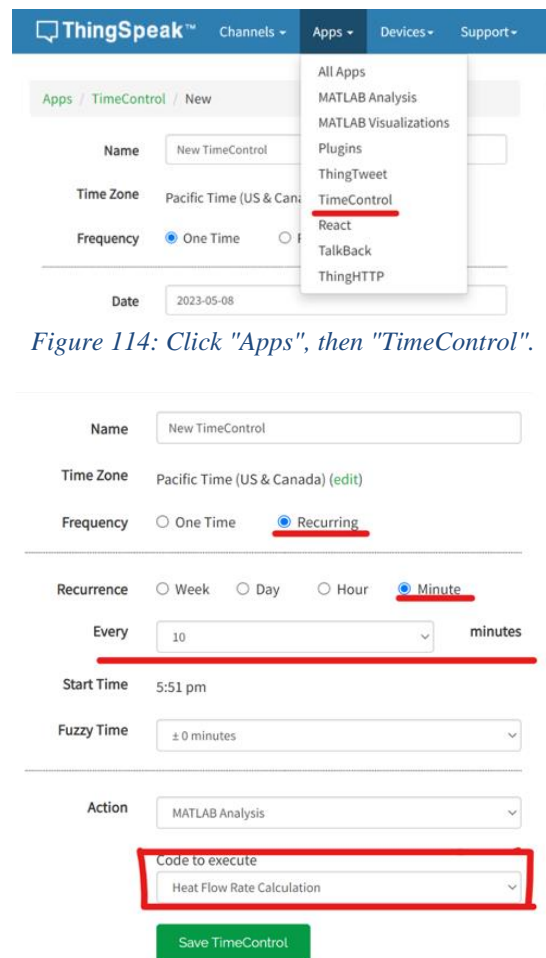 ThingSpeak™ Channels Apps Devices Support
All Apps
MATLAB Analysis
MATLAB Visualizations
Plugins
ThingTweet
TimeControl
React
TalkBack
ThingHTTP
Apps / TimeControl / New
Name New TimeControl
Time Zone Pacific Time (US &
Frequency One Time
Date 2023-05-08
Figure 114: Click "Apps", then "TimeControl".
Name New TimeControl
Time Zone Pacific Time (US & Canada) (edit)
Frequency One Time Recurring
Recurrence Week Day Hour Minute
Every 10 minutes
Start Time 5:51 pm
Fuzzy Time ± 0 minutes
Action MATLAB Analysis
Code to execute
Heat Flow Rate Calculation
Save TimeControl